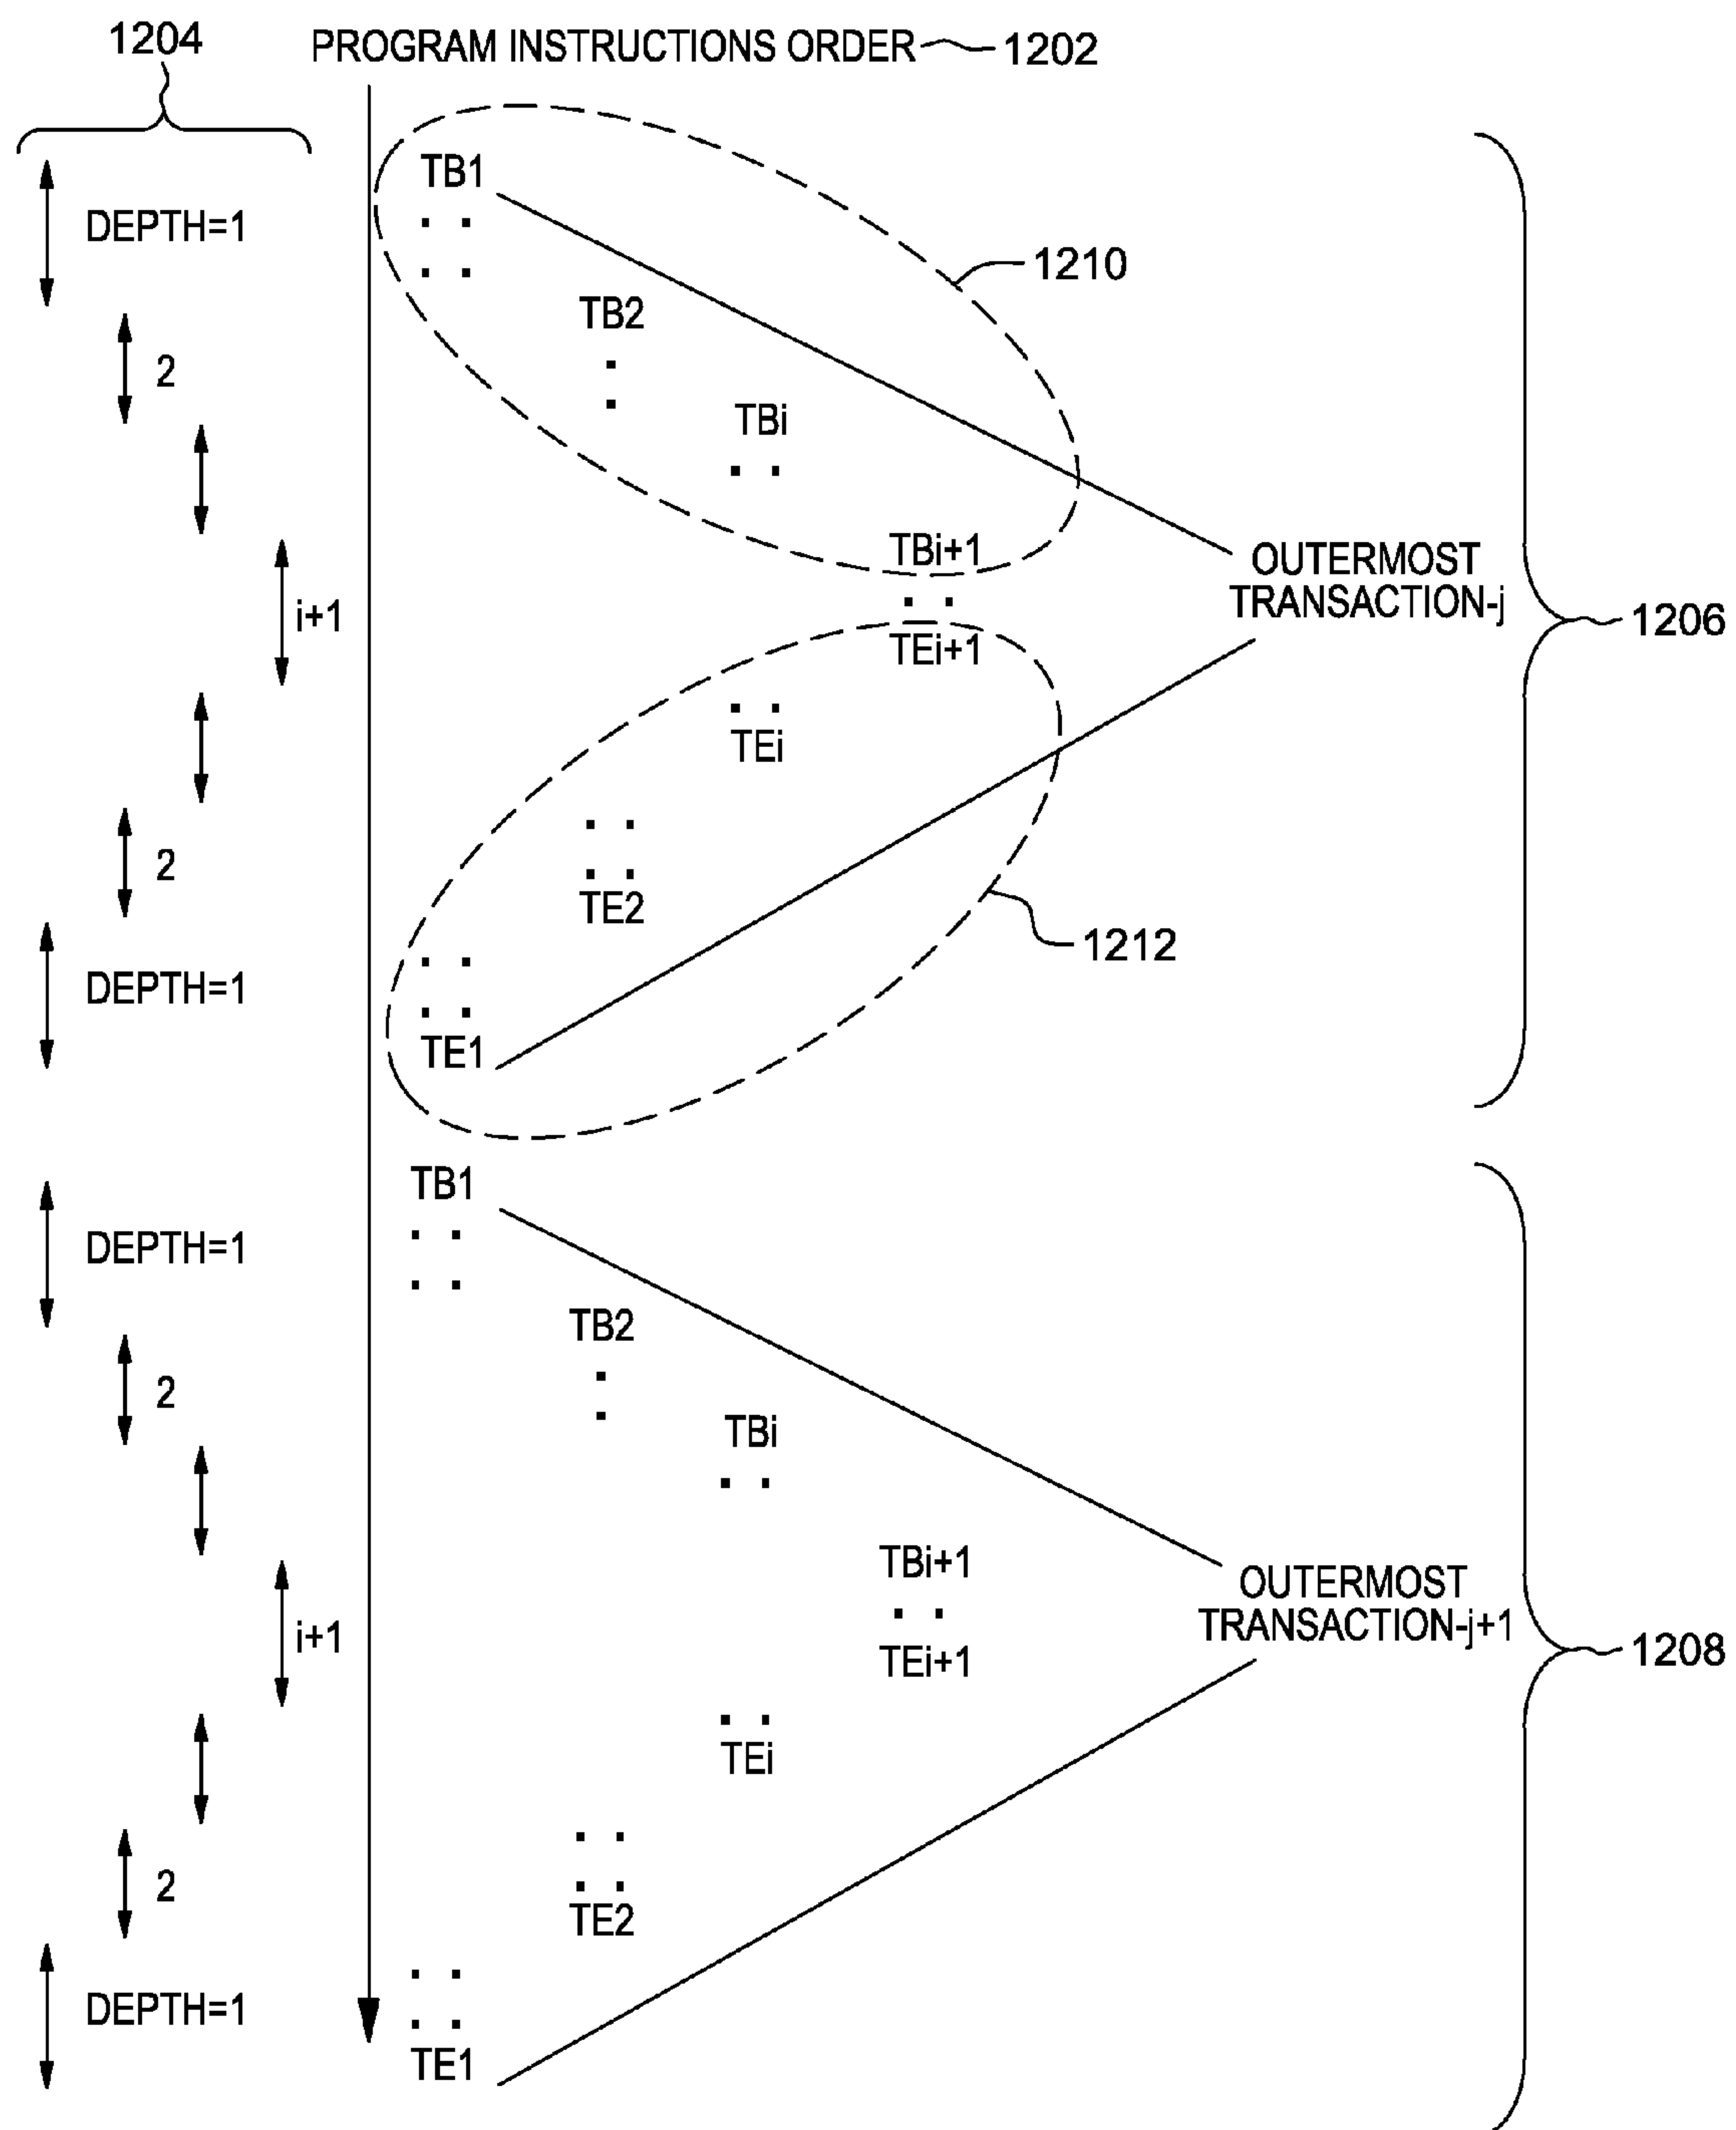 1204
PROGRAM INSTRUCTIONS ORDER 1202
TB1
DEPTH=1
1210
TB2
2
TBi
TBi+1
OUTERMOST
TRANSACTION-j
i+1
1206
TEi+1
TEi
2
TE2
1212
DEPTH=1
TE1
TB1
DEPTH=1
TB2
2
TBi
TBi+1
OUTERMOST
TRANSACTION-j+1
i+1
1208
TEi+1
TEi
2
TE2
DEPTH=1
TE1